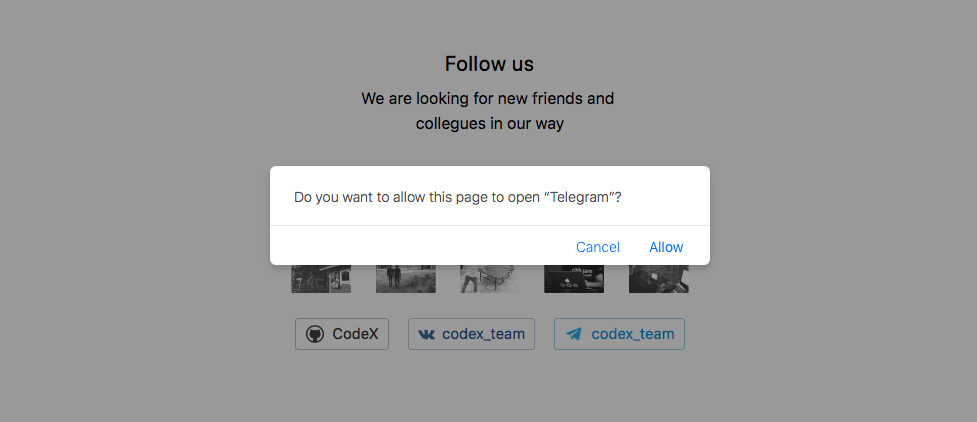 Follow us
We are looking for new friends and
collegues in our way
Do you want to allow this page to open “Telegram”?
Cancel Allow
CodeX codex_team codex_team